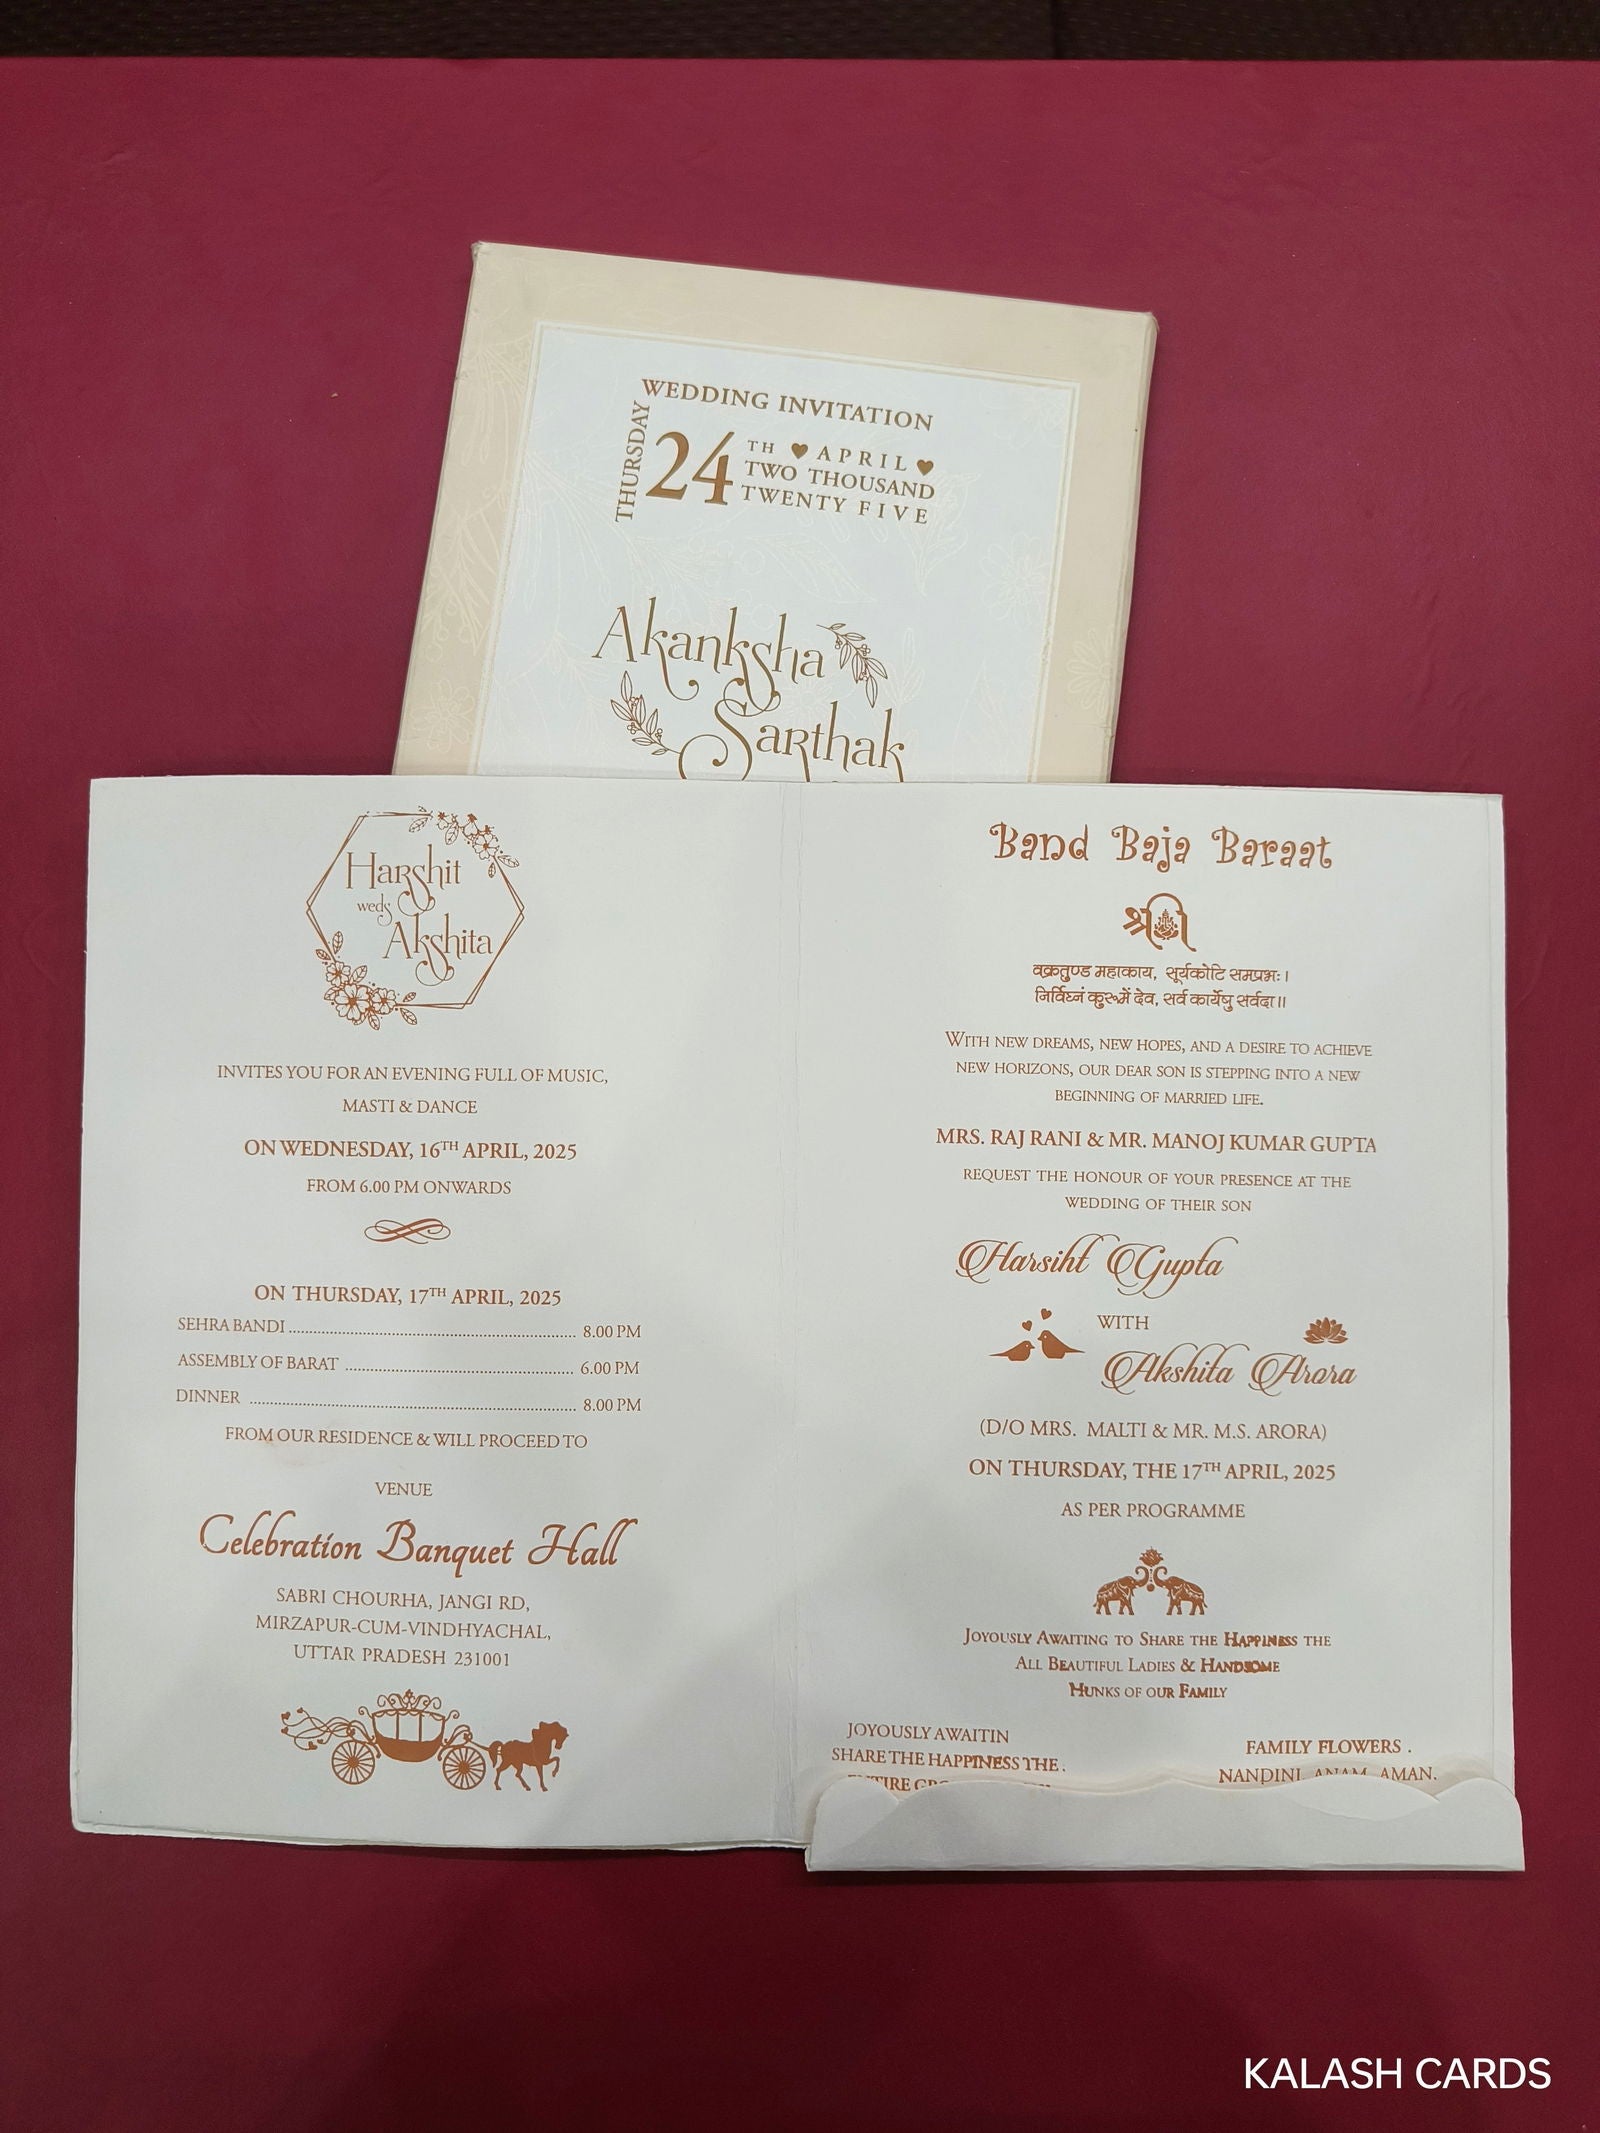 WEDDING INVITATION
THURSDAY
24TH ♥ APRIL ♥
TWO THOUSAND
TWENTY FIVE
Akanksha
Sarthak
Harshit
weds
Akshita
INVITES YOU FOR AN EVENING FULL OF MUSIC,
MASTI & DANCE
ON WEDNESDAY, 16TH APRIL, 2025
FROM 6.00 PM ONWARDS
ON THURSDAY, 17TH APRIL, 2025
SEHRA BANDI ........................ 8.00 PM
ASSEMBLY OF BARAT ........................ 6.00 PM
DINNER ........................ 8.00 PM
FROM OUR RESIDENCE & WILL PROCEED TO
VENUE
Celebration Banquet Hall
SABRI CHOURHA, JANGI RD,
MIRZAPUR-CUM-VINDHYACHAL,
UTTAR PRADESH 231001
Band Baja Baraat
श्री
वक्रतुण्ड महाकाय, सूर्यकोटि समप्रभः।
निर्विघ्नं कुरूमें देव, सर्व कार्येषु सर्वदा।।
WITH NEW DREAMS, NEW HOPES, AND A DESIRE TO ACHIEVE
NEW HORIZONS, OUR DEAR SON IS STEPPING INTO A NEW
BEGINNING OF MARRIED LIFE.
MRS. RAJ RANI & MR. MANOJ KUMAR GUPTA
REQUEST THE HONOUR OF YOUR PRESENCE AT THE
WEDDING OF THEIR SON
Harsiht Gupta
WITH
Akshita Arora
(D/O MRS. MALTI & MR. M.S. ARORA)
ON THURSDAY, THE 17TH APRIL, 2025
AS PER PROGRAMME
JOYOUSLY AWAITING TO SHARE THE HAPPINESS THE
ALL BEAUTIFUL LADIES & HANDSOME
HUNKS OF OUR FAMILY
JOYOUSLY AWAITIN
SHARE THE HAPPINESS THE.
FAMILY FLOWERS .
NANDINI, ANAM, AMAN.
KALASH CARDS